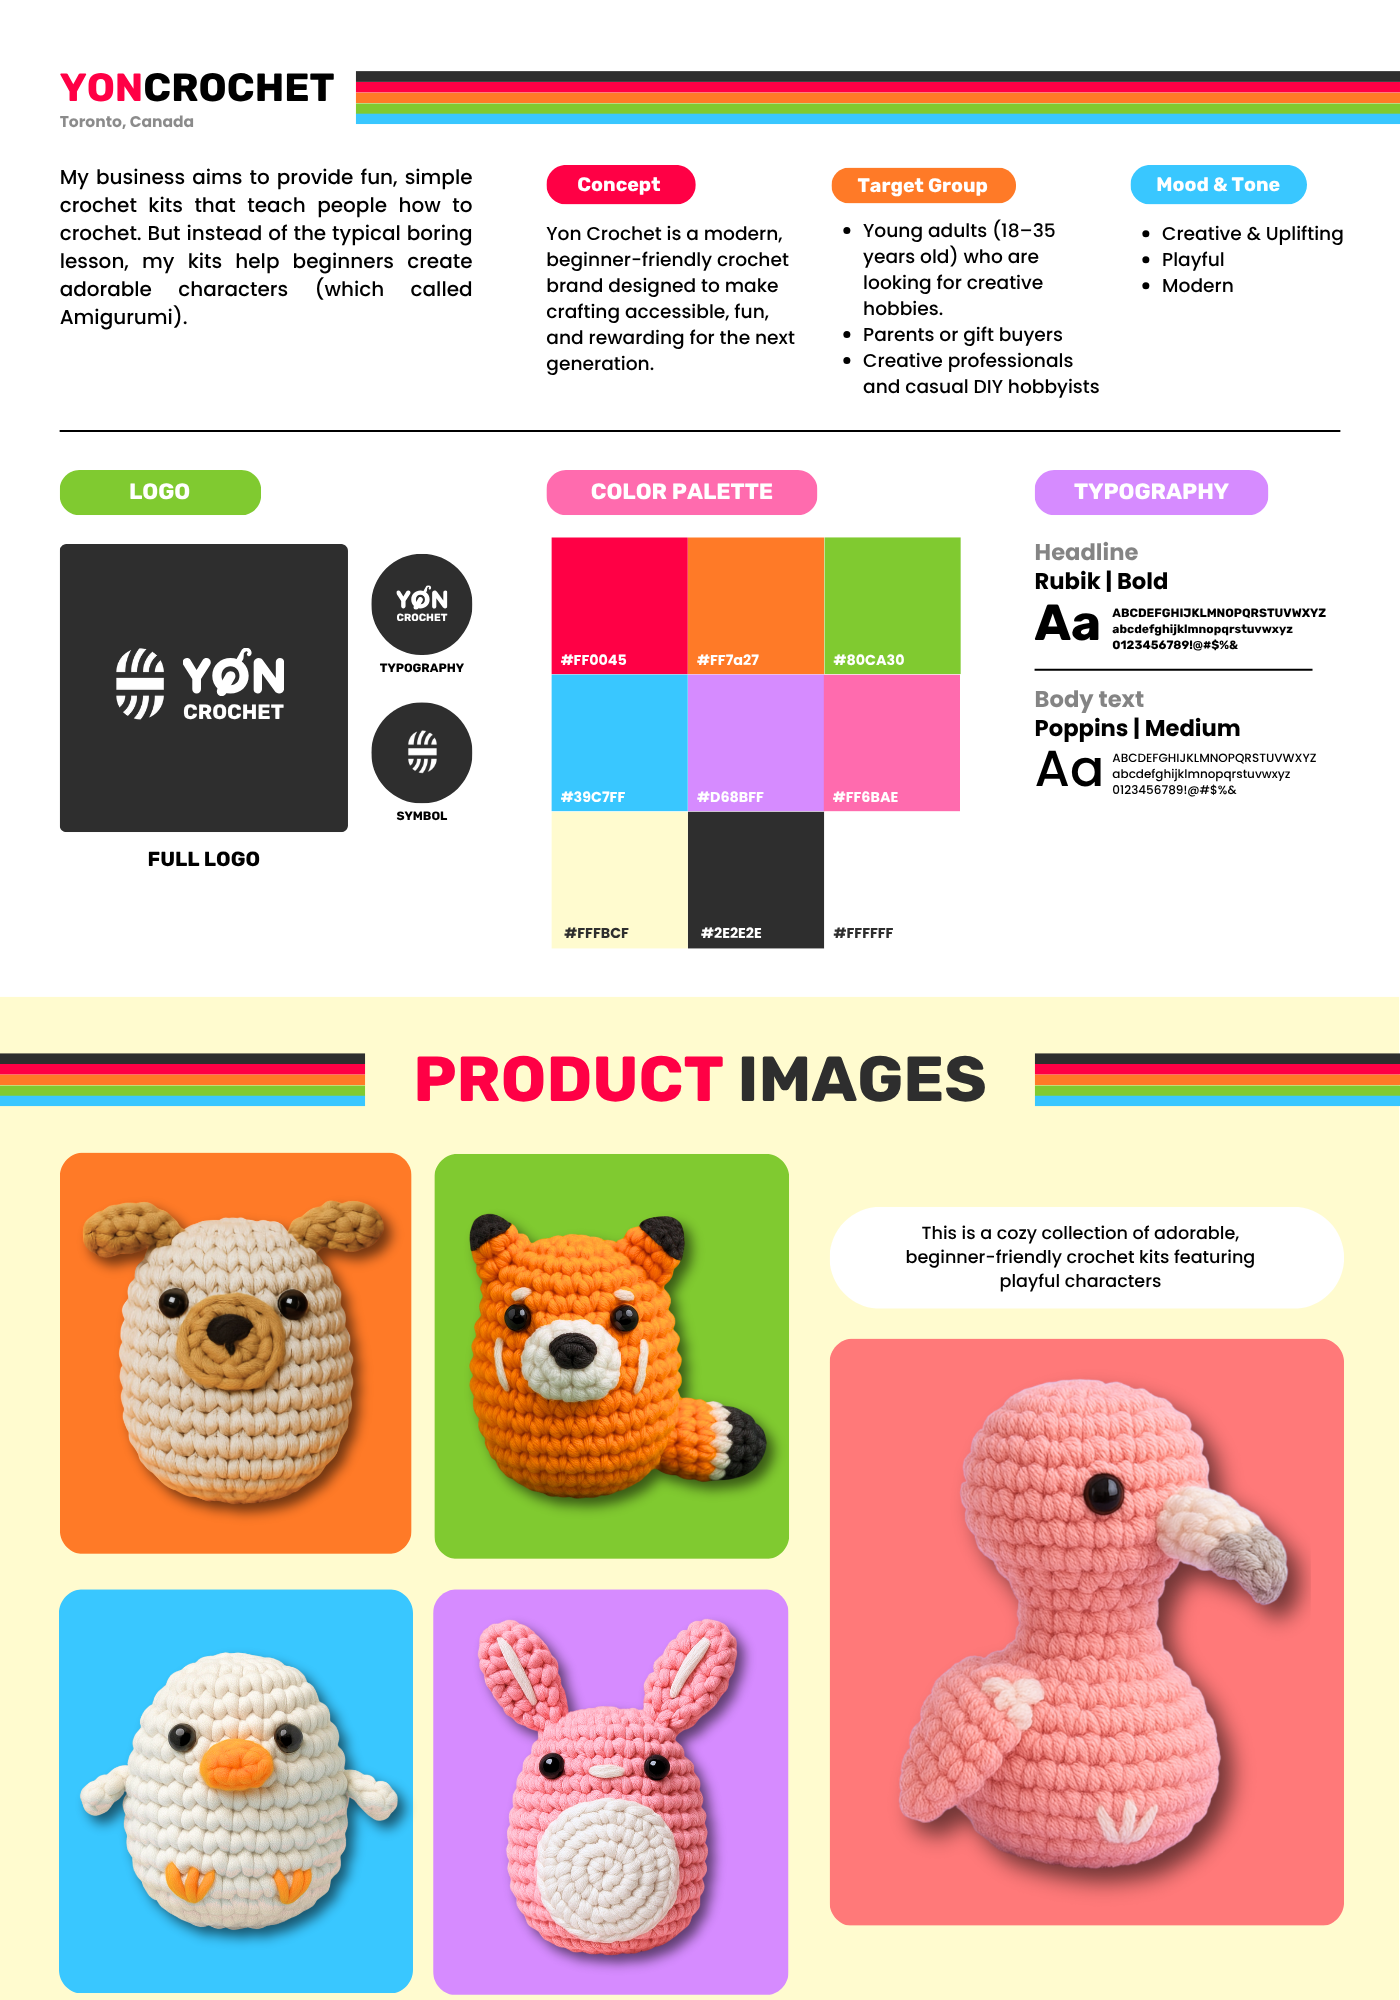 YONCROCHET
Toronto, Canada
My business aims to provide fun, simple
crochet kits that teach people how to
crochet. But instead of the typical boring
lesson, my kits help beginners create
adorable characters (which called
Amigurumi).
Concept
Yon Crochet is a modern,
beginner-friendly crochet
brand designed to make
crafting accessible, fun,
and rewarding for the next
generation.
Target Group
• Young adults (18–35
years old) who are
looking for creative
hobbies.
• Parents or gift buyers
• Creative professionals
and casual DIY hobbyists
Mood & Tone
• Creative & Uplifting
• Playful
• Modern
LOGO
YON
CROCHET
FULL LOGO
YON
CROCHET
TYPOGRAPHY
SYMBOL
COLOR PALETTE
#FF0045
#FF7a27
#80CA30
#39C7FF
#D68BFF
#FF6BAE
#FFFBCF
#2E2E2E
#FFFFFF
TYPOGRAPHY
Headline
Rubik | Bold
Aa
ABCDEFGHIJKLMNOPQRSTUVWXYZ
abcdefghijklmnopqrstuvwxyz
0123456789!@#$%&
Body text
Poppins | Medium
Aa
ABCDEFGHIJKLMNOPQRSTUVWXYZ
abcdefghijklmnopqrstuvwxyz
0123456789!@#$%&
PRODUCT IMAGES
This is a cozy collection of adorable,
beginner-friendly crochet kits featuring
playful characters